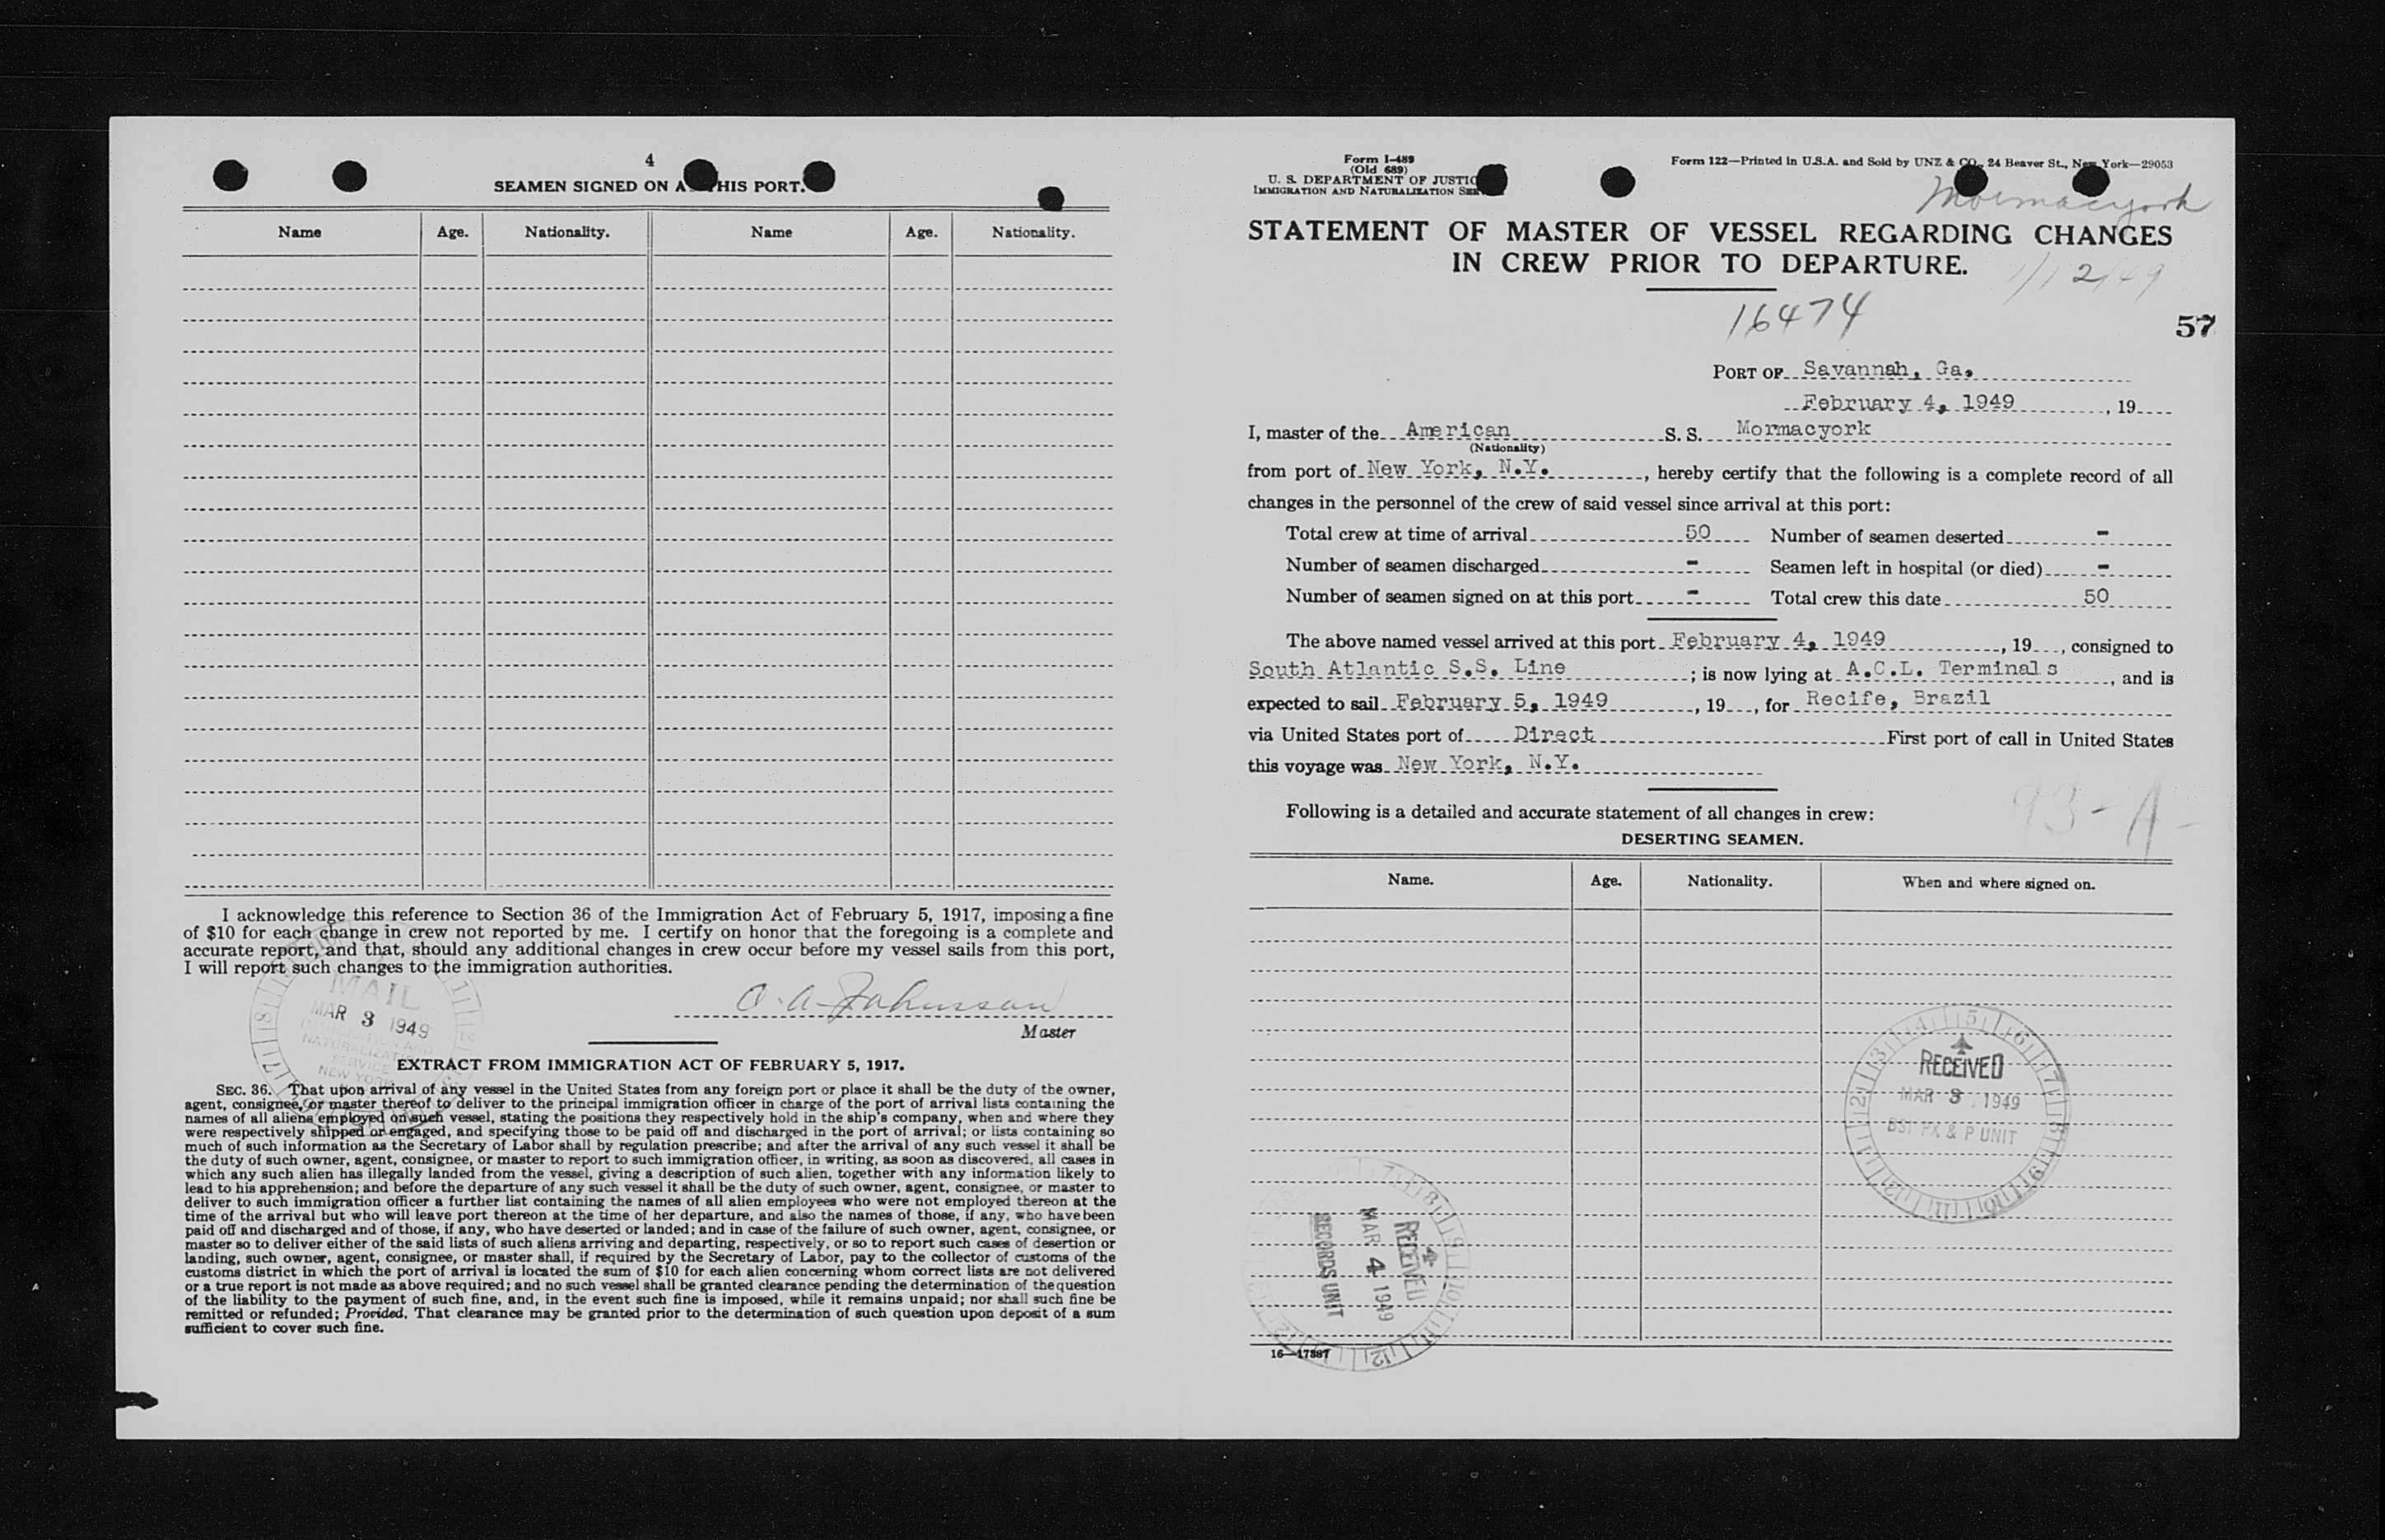 4
SEAMEN SIGNED ON A HIS PORT.
Name Age. Nationality. Name Age. Nationality.
I acknowledge this reference to Section 36 of the Immigration Act of February 5, 1917, imposing a fine
of $10 for each change in crew not reported by me. I certify on honor that the foregoing is a complete and
accurate report, and that, should any additional changes in crew occur before my vessel sails from this port,
I will report such changes to the immigration authorities.
MAIL
MAR 3 1949
IMMIGRATION AND
NATURALIZATION
SERVICE
NEW YORK
Johnson
Master
EXTRACT FROM IMMIGRATION ACT OF FEBRUARY 5, 1917.
SEC. 36. That upon arrival of any vessel in the United States from any foreign port or place it shall be the duty of the owner,
agent, consignee, or master thereof to deliver to the principal immigration officer in charge of the port of arrival lists containing the
names of all aliens employed on such vessel, stating the positions they respectively hold in the ship's company, when and where they
were respectively shipped or engaged, and specifying those to be paid off and discharged in the port of arrival; or lists containing so
much of such information as the Secretary of Labor shall by regulation prescribe; and after the arrival of any such vessel it shall be
the duty of such owner, agent, consignee, or master to report to such immigration officer, in writing, as soon as discovered, all cases in
which any such alien has illegally landed from the vessel, giving a description of such alien, together with any information likely to
lead to his apprehension; and before the departure of any such vessel it shall be the duty of such owner, agent, consignee, or master to
deliver to such immigration officer a further list containing the names of all alien employees who were not employed thereon at the
time of the arrival but who will leave port thereon at the time of her departure, and also the names of those, if any, who have been
paid off and discharged and of those, if any, who have deserted or landed; and in case of the failure of such owner, agent, consignee, or
master so to deliver either of the said lists of such aliens arriving and departing, respectively, or so to report such cases of desertion or
landing, such owner, agent, consignee, or master shall, if required by the Secretary of Labor, pay to the collector of customs of the
customs district in which the port of arrival is located the sum of $10 for each alien concerning whom correct lists are not delivered
or a true report is not made as above required; and no such vessel shall be granted clearance pending the determination of the question
of the liability to the payment of such fine, and, in the event such fine is imposed, while it remains unpaid; nor shall such fine be
remitted or refunded; Provided, That clearance may be granted prior to the determination of such question upon deposit of a sum
sufficient to cover such fine.
Form I-489
(Old 689)
U. S. DEPARTMENT OF JUSTIC
IMMIGRATION AND NATURALIZATION SER
Form 122—Printed in U.S.A. and Sold by UNZ & CO., 24 Beaver St., New York—29053
Mormacyork
STATEMENT OF MASTER OF VESSEL REGARDING CHANGES
IN CREW PRIOR TO DEPARTURE.
16474
57
PORT OF Savannah, Ga.
February 4, 1949, 19
I, master of the American S. S. Mormacyork
(Nationality)
from port of New York, N.Y., hereby certify that the following is a complete record of all
changes in the personnel of the crew of said vessel since arrival at this port:
Total crew at time of arrival 50 Number of seamen deserted -
Number of seamen discharged - Seamen left in hospital (or died) -
Number of seamen signed on at this port - Total crew this date 50
The above named vessel arrived at this port February 4, 1949, 19, consigned to
South Atlantic S.S. Line; is now lying at A.C.L. Terminals, and is
expected to sail February 5, 1949, 19, for Recife, Brazil
via United States port of Direct First port of call in United States
this voyage was New York, N.Y.
93-A-
Following is a detailed and accurate statement of all changes in crew:
DESERTING SEAMEN.
Name. Age. Nationality. When and where signed on.
RECEIVED
MAR 3 1949
BSI PX & P UNIT
4
RECEIVED
MAR 4 1949
RECORDS UNIT
16—17887